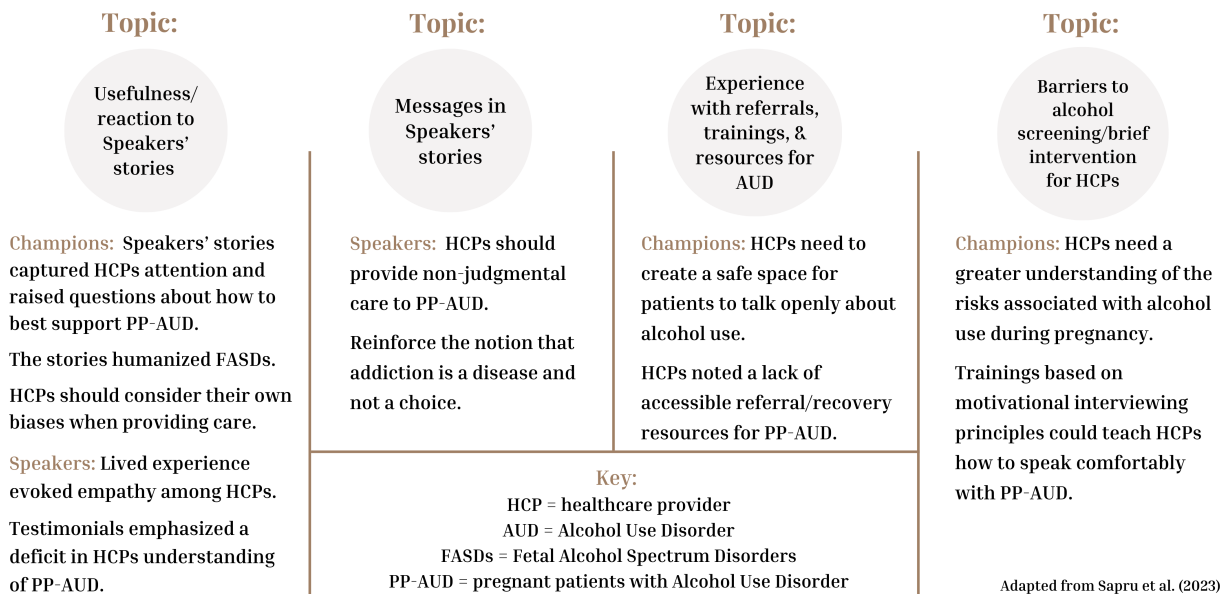 Topic:
Usefulness/
reaction to
Speakers’
stories
Champions: Speakers’ stories
captured HCPs attention and
raised questions about how to
best support PP-AUD.
The stories humanized FASDs.
HCPs should consider their own
biases when providing care.
Speakers: Lived experience
evoked empathy among HCPs.
Testimonials emphasized a
deficit in HCPs understanding
of PP-AUD.
Topic:
Messages in
Speakers’
stories
Speakers: HCPs should
provide non-judgmental
care to PP-AUD.
Reinforce the notion that
addiction is a disease and
not a choice.
Topic:
Experience
with referrals,
trainings, &
resources for
AUD
Champions: HCPs need to
create a safe space for
patients to talk openly about
alcohol use.
HCPs noted a lack of
accessible referral/recovery
resources for PP-AUD.
Topic:
Barriers to
alcohol
screening/brief
intervention
for HCPs
Champions: HCPs need a
greater understanding of the
risks associated with alcohol
use during pregnancy.
Trainings based on
motivational interviewing
principles could teach HCPs
how to speak comfortably
with PP-AUD.
Key:
HCP = healthcare provider
AUD = Alcohol Use Disorder
FASDs = Fetal Alcohol Spectrum Disorders
PP-AUD = pregnant patients with Alcohol Use Disorder
Adapted from Sapru et al. (2023)